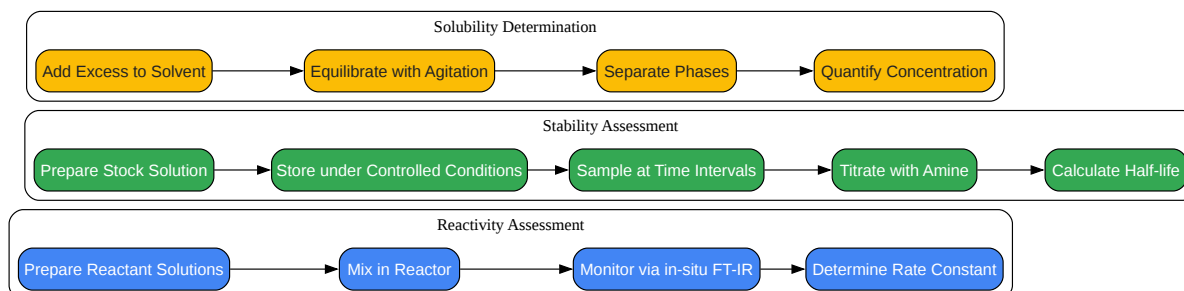 Solubility Determination
Add Excess to Solvent
Equilibrate with Agitation
Separate Phases
Quantify Concentration
Stability Assessment
Prepare Stock Solution
Store under Controlled Conditions
Sample at Time Intervals
Titrate with Amine
Calculate Half-life
Reactivity Assessment
Prepare Reactant Solutions
Mix in Reactor
Monitor via in-situ FT-IR
Determine Rate Constant